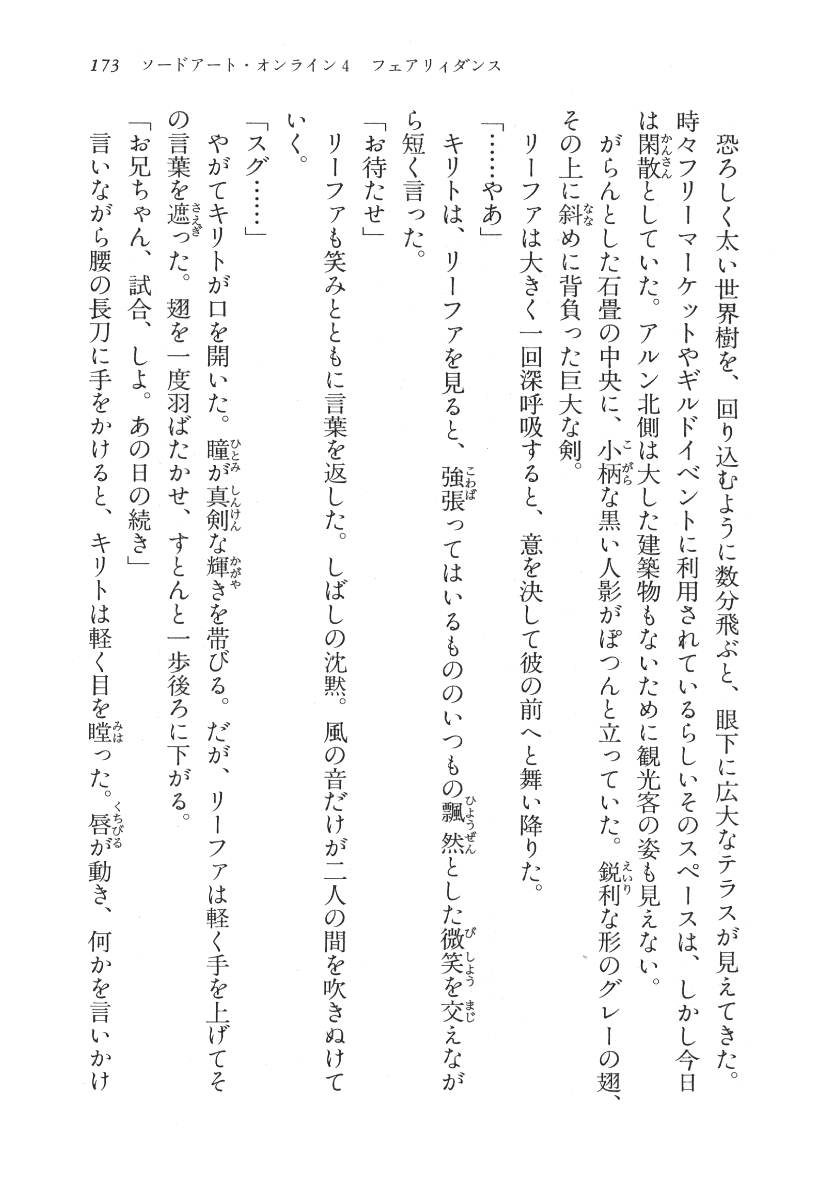 173　ソードアート・オンライン4　フェアリィダンス
　恐ろしく太い世界樹を、回り込むように数分飛ぶと、眼下に広大なテラスが見えてきた。
時々フリーマーケットやギルドイベントに利用されているらしいそのスペースは、しかし今日
は閑散としていた。アルン北側は大した建築物もないために観光客の姿も見えない。
　がらんとした石畳の中央に、小柄な黒い人影がぽつんと立っていた。鋭利な形のグレーの翅、
その上に斜めに背負った巨大な剣。
　リーファは大きく一回深呼吸すると、意を決して彼の前へと舞い降りた。
「……やあ」
　キリトは、リーファを見ると、強張ってはいるもののいつもの飄然とした微笑を交えなが
ら短く言った。
「お待たせ」
　リーファも笑みとともに言葉を返した。しばしの沈黙。風の音だけが二人の間を吹きぬけて
いく。
「スグ……」
　やがてキリトが口を開いた。瞳が真剣な輝きを帯びる。だが、リーファは軽く手を上げてそ
の言葉を遮った。翅を一度羽ばたかせ、すとんと一歩後ろに下がる。
「お兄ちゃん、試合、しよ。あの日の続き」
　言いながら腰の長刀に手をかけると、キリトは軽く目を瞠った。唇が動き、何かを言いかけ